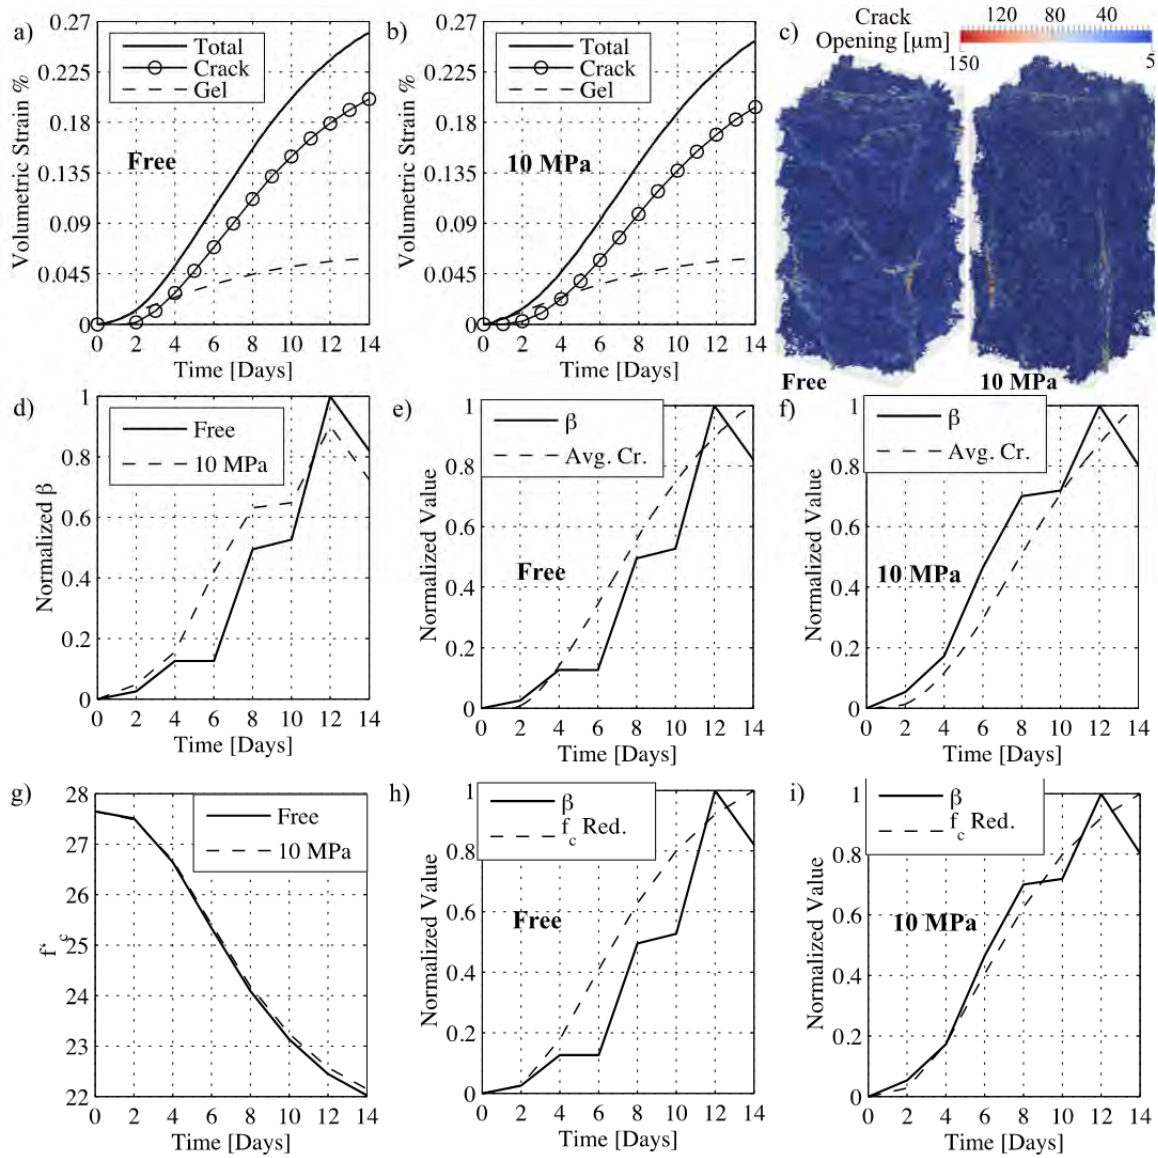 a)
0.27
0.225
0.18
0.135
0.09
0.045
0
Volumetric Strain %
Total
Crack
Gel
Free
0 2 4 6 8 10 12 14
Time [Days]
b)
0.27
0.225
0.18
0.135
0.09
0.045
0
Volumetric Strain %
Total
Crack
Gel
10 MPa
0 2 4 6 8 10 12 14
Time [Days]
c)
Crack
Opening [μm]
120 80 40
150 5
Free 10 MPa
d)
1
0.8
0.6
0.4
0.2
0
Normalized β
Free
10 MPa
0 2 4 6 8 10 12 14
Time [Days]
e)
1
0.8
0.6
0.4
0.2
0
Normalized Value
β
Avg. Cr.
Free
0 2 4 6 8 10 12 14
Time [Days]
f)
1
0.8
0.6
0.4
0.2
0
Normalized Value
β
Avg. Cr.
10 MPa
0 2 4 6 8 10 12 14
Time [Days]
g)
28
27
26
25
24
23
22
f'c
Free
10 MPa
0 2 4 6 8 10 12 14
Time [Days]
h)
1
0.8
0.6
0.4
0.2
0
Normalized Value
β
fc Red.
Free
0 2 4 6 8 10 12 14
Time [Days]
i)
1
0.8
0.6
0.4
0.2
0
Normalized Value
β
fc Red.
10 MPa
0 2 4 6 8 10 12 14
Time [Days]